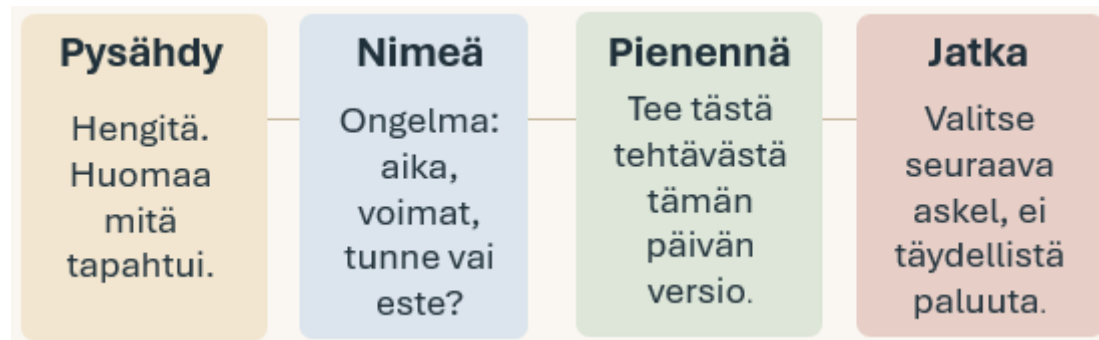 Pysähdy
Hengitä.
Huomaa
mitä
tapahtui.
Nimeä
Ongelma:
aika,
voimat,
tunne vai
este?
Pienennä
Tee tästä
tehtävästä
tämän
päivän
versio.
Jatka
Valitse
seuraava
askel, ei
täydellistä
paluuta.